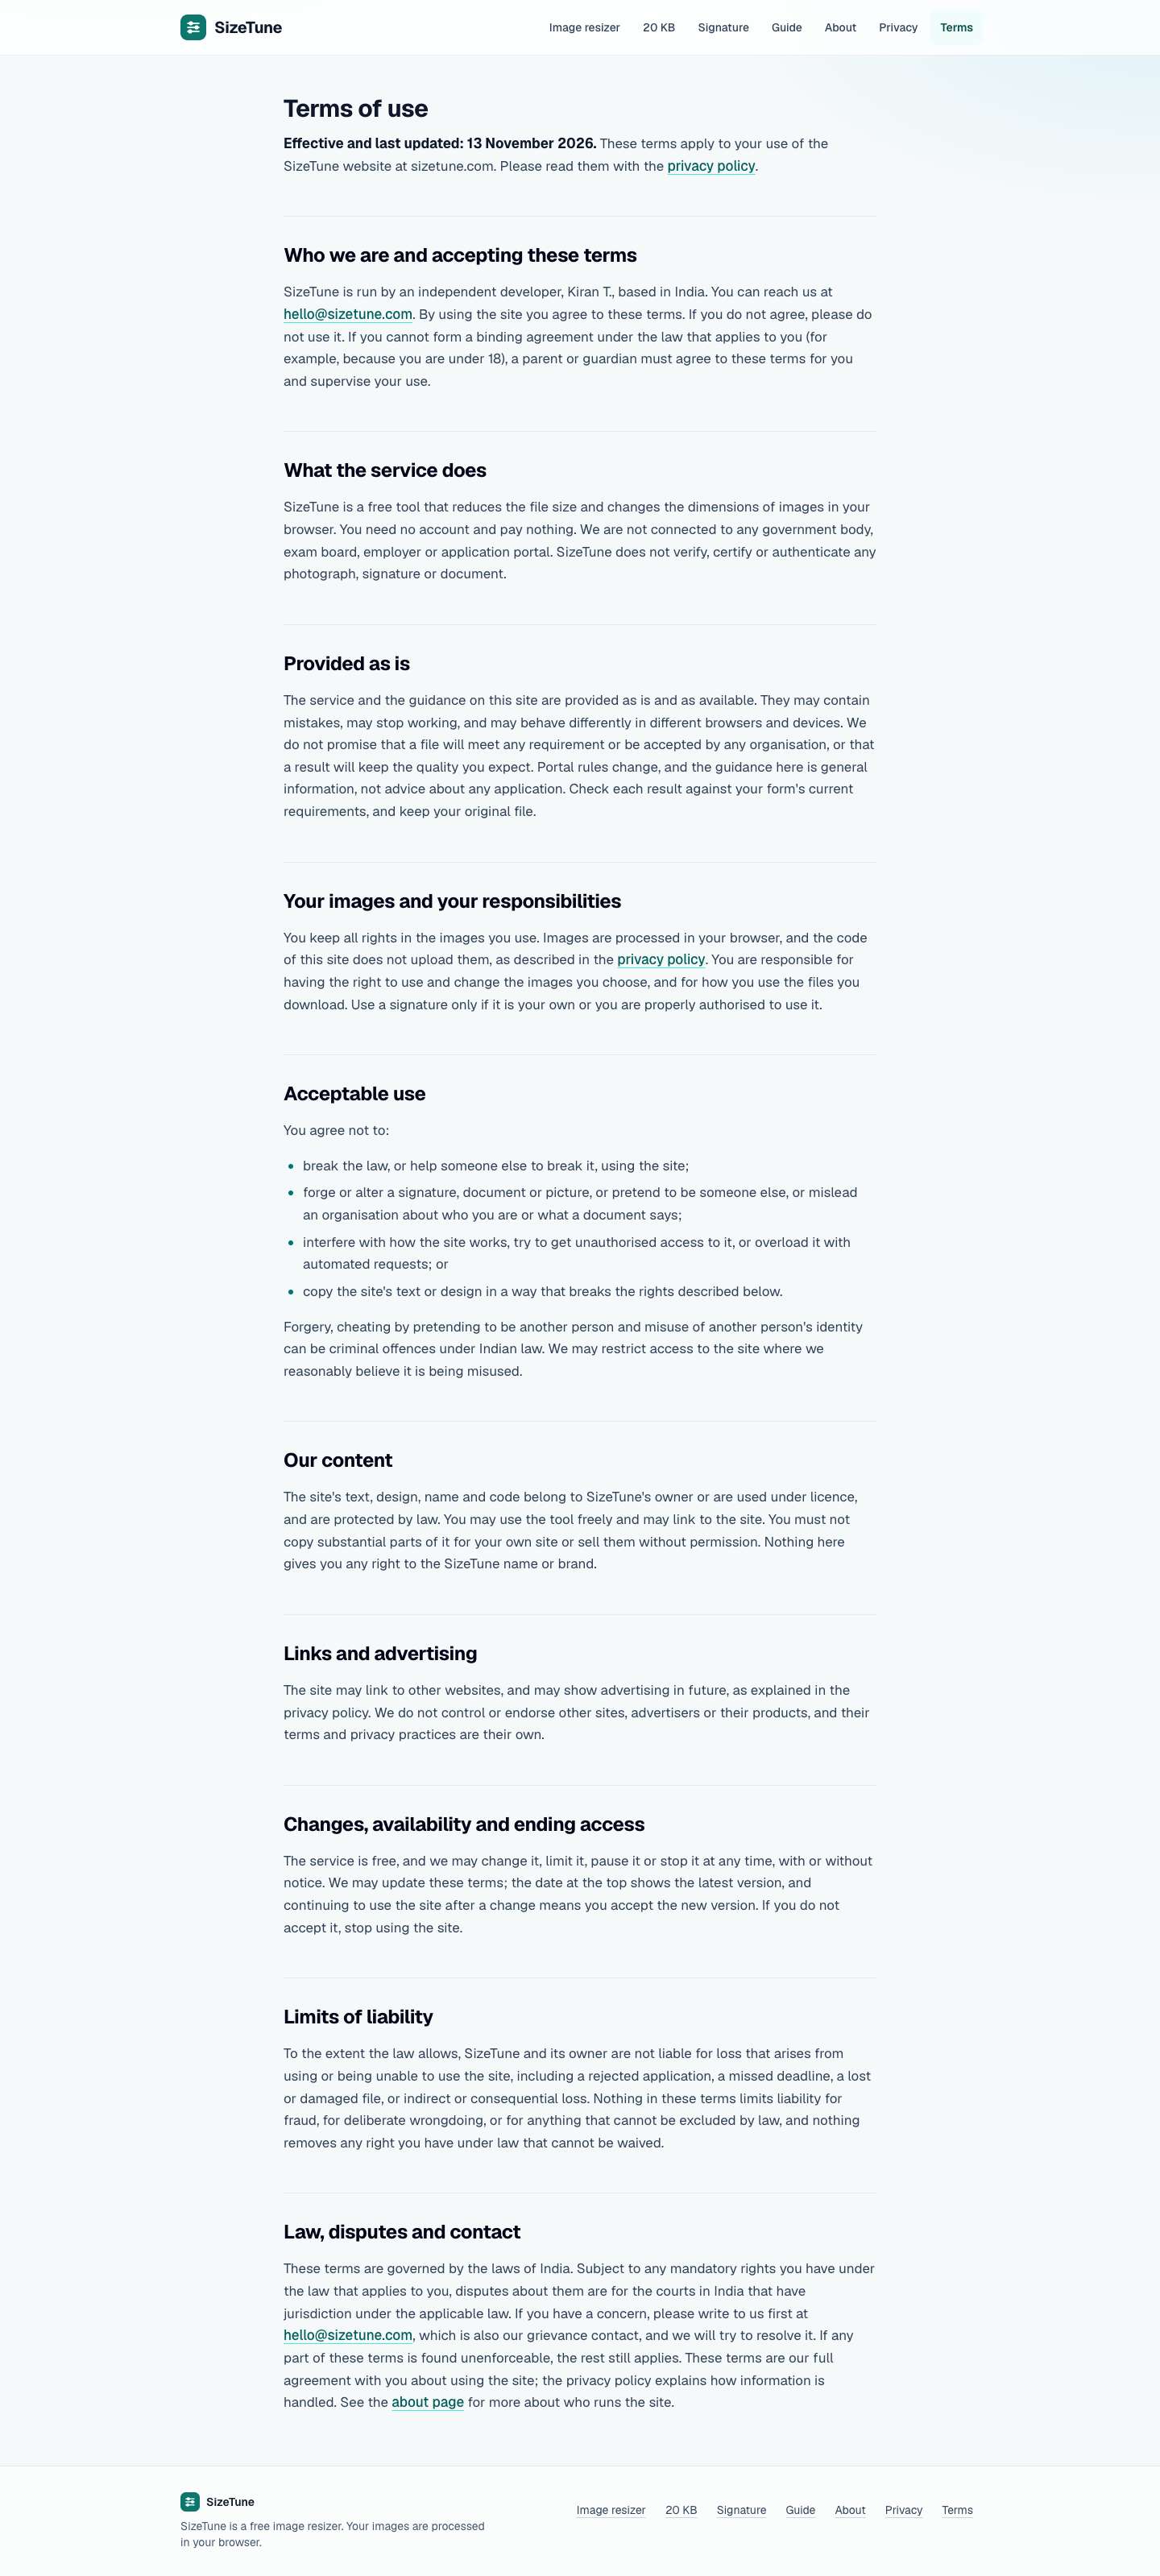 SizeTune
Image resizer
20 KB
Signature
Guide
About
Privacy
Terms
Terms of use
Effective and last updated: 13 November 2026. These terms apply to your use of the
SizeTune website at sizetune.com. Please read them with the privacy policy.
Who we are and accepting these terms
SizeTune is run by an independent developer, Kiran T., based in India. You can reach us at
hello@sizetune.com. By using the site you agree to these terms. If you do not agree, please do
not use it. If you cannot form a binding agreement under the law that applies to you (for
example, because you are under 18), a parent or guardian must agree to these terms for you
and supervise your use.
What the service does
SizeTune is a free tool that reduces the file size and changes the dimensions of images in your
browser. You need no account and pay nothing. We are not connected to any government body,
exam board, employer or application portal. SizeTune does not verify, certify or authenticate any
photograph, signature or document.
Provided as is
The service and the guidance on this site are provided as is and as available. They may contain
mistakes, may stop working, and may behave differently in different browsers and devices. We
do not promise that a file will meet any requirement or be accepted by any organisation, or that
a result will keep the quality you expect. Portal rules change, and the guidance here is general
information, not advice about any application. Check each result against your form's current
requirements, and keep your original file.
Your images and your responsibilities
You keep all rights in the images you use. Images are processed in your browser, and the code
of this site does not upload them, as described in the privacy policy. You are responsible for
having the right to use and change the images you choose, and for how you use the files you
download. Use a signature only if it is your own or you are properly authorised to use it.
Acceptable use
You agree not to:
break the law, or help someone else to break it, using the site;
forge or alter a signature, document or picture, or pretend to be someone else, or mislead
an organisation about who you are or what a document says;
interfere with how the site works, try to get unauthorised access to it, or overload it with
automated requests; or
copy the site's text or design in a way that breaks the rights described below.
Forgery, cheating by pretending to be another person and misuse of another person's identity
can be criminal offences under Indian law. We may restrict access to the site where we
reasonably believe it is being misused.
Our content
The site's text, design, name and code belong to SizeTune's owner or are used under licence,
and are protected by law. You may use the tool freely and may link to the site. You must not
copy substantial parts of it for your own site or sell them without permission. Nothing here
gives you any right to the SizeTune name or brand.
Links and advertising
The site may link to other websites, and may show advertising in future, as explained in the
privacy policy. We do not control or endorse other sites, advertisers or their products, and their
terms and privacy practices are their own.
Changes, availability and ending access
The service is free, and we may change it, limit it, pause it or stop it at any time, with or without
notice. We may update these terms; the date at the top shows the latest version, and
continuing to use the site after a change means you accept the new version. If you do not
accept it, stop using the site.
Limits of liability
To the extent the law allows, SizeTune and its owner are not liable for loss that arises from
using or being unable to use the site, including a rejected application, a missed deadline, a lost
or damaged file, or indirect or consequential loss. Nothing in these terms limits liability for
fraud, for deliberate wrongdoing, or for anything that cannot be excluded by law, and nothing
removes any right you have under law that cannot be waived.
Law, disputes and contact
These terms are governed by the laws of India. Subject to any mandatory rights you have under
the law that applies to you, disputes about them are for the courts in India that have
jurisdiction under the applicable law. If you have a concern, please write to us first at
hello@sizetune.com, which is also our grievance contact, and we will try to resolve it. If any
part of these terms is found unenforceable, the rest still applies. These terms are our full
agreement with you about using the site; the privacy policy explains how information is
handled. See the about page for more about who runs the site.
SizeTune
SizeTune is a free image resizer. Your images are processed
in your browser.
Image resizer
20 KB
Signature
Guide
About
Privacy
Terms